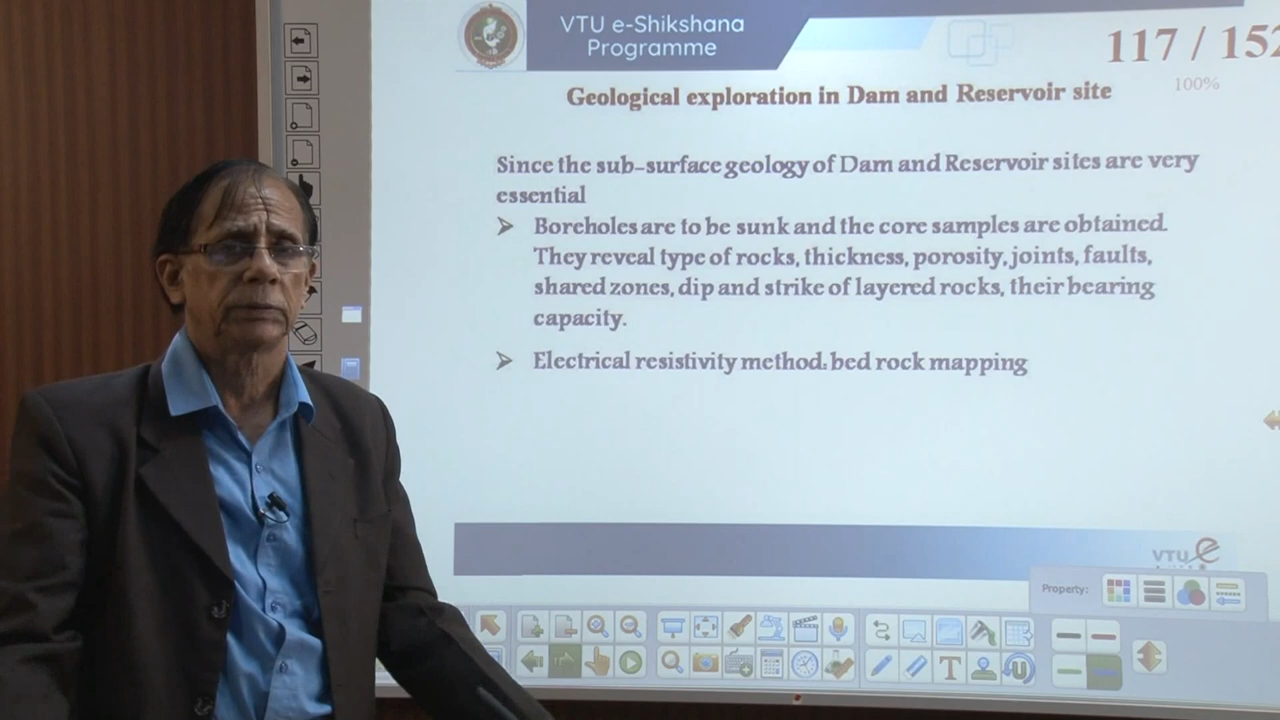 VTU e-Shikshana
Programme
117 / 152
100%
Geological exploration in Dam and Reservoir site
Since the sub-surface geology of Dam and Reservoir sites are very
essential
➢ Boreholes are to be sunk and the core samples are obtained.
They reveal type of rocks, thickness, porosity, joints, faults,
shared zones, dip and strike of layered rocks, their bearing
capacity.
➢ Electrical resistivity method: bed rock mapping
VTU e
Property: